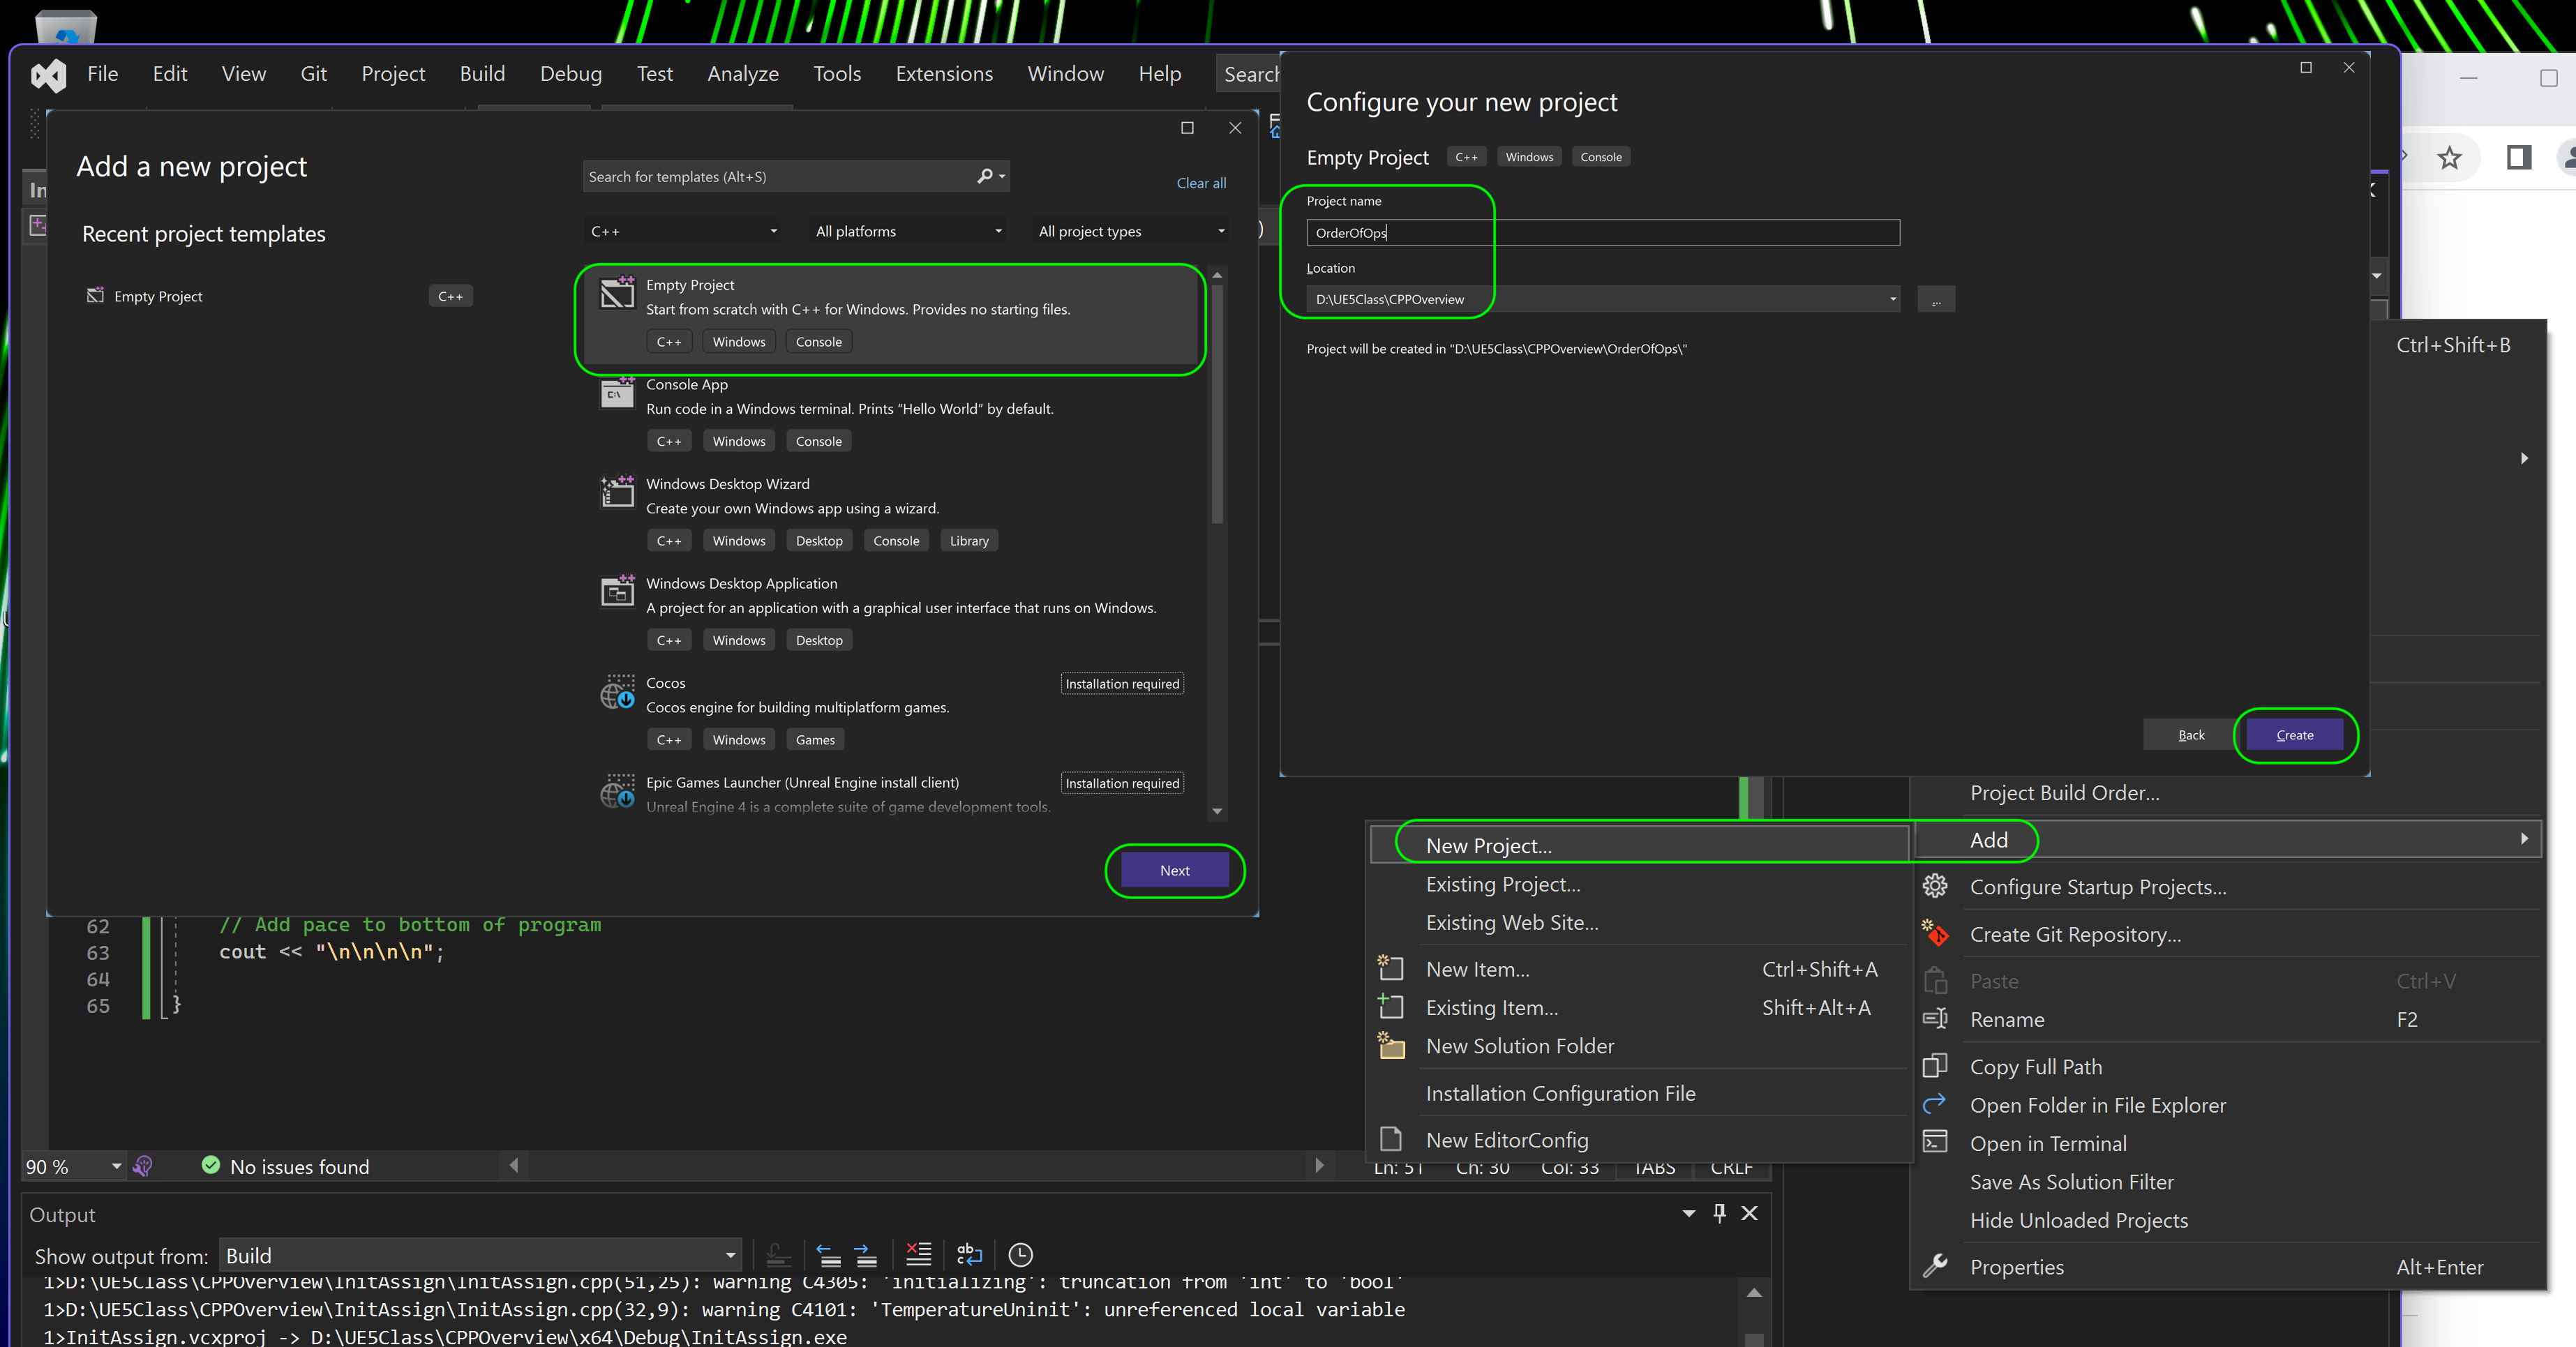 File Edit View Git Project Build Debug Test Analyze Tools Extensions Window Help Search
Add a new project
Search for templates (Alt+S)
Clear all
Recent project templates
C++ All platforms All project types
Empty Project C++
Empty Project
Start from scratch with C++ for Windows. Provides no starting files.
C++ Windows Console
Console App
Run code in a Windows terminal. Prints "Hello World" by default.
C++ Windows Console
Windows Desktop Wizard
Create your own Windows app using a wizard.
C++ Windows Desktop Console Library
Windows Desktop Application
A project for an application with a graphical user interface that runs on Windows.
C++ Windows Desktop
Cocos Installation required
Cocos engine for building multiplatform games.
C++ Windows Games
Epic Games Launcher (Unreal Engine install client) Installation required
Unreal Engine 4 is a complete suite of game development tools.
Next
Configure your new project
Empty Project C++ Windows Console
Project name
OrderOfOps
Location
D:\UE5Class\CPPOverview
...
Project will be created in "D:\UE5Class\CPPOverview\OrderOfOps\"
Back Create
Ctrl+Shift+B
Project Build Order...
Add
Configure Startup Projects...
Create Git Repository...
Paste Ctrl+V
Rename F2
Copy Full Path
Open Folder in File Explorer
Open in Terminal
Save As Solution Filter
Hide Unloaded Projects
Properties Alt+Enter
New Project...
Existing Project...
Existing Web Site...
New Item... Ctrl+Shift+A
Existing Item... Shift+Alt+A
New Solution Folder
Installation Configuration File
New EditorConfig
62 // Add pace to bottom of program
63 cout << "\n\n\n\n";
64
65 }
90 % No issues found Ln: 51 Ch: 30 Col: 33 TABS CRLF
Output
Show output from: Build
1>D:\UE5Class\CPPOverview\InitAssign\InitAssign.cpp(51,25): warning C4305: 'initializing': truncation from 'int' to 'bool'
1>D:\UE5Class\CPPOverview\InitAssign\InitAssign.cpp(32,9): warning C4101: 'TemperatureUninit': unreferenced local variable
1>InitAssign.vcxproj -> D:\UE5Class\CPPOverview\x64\Debug\InitAssign.exe